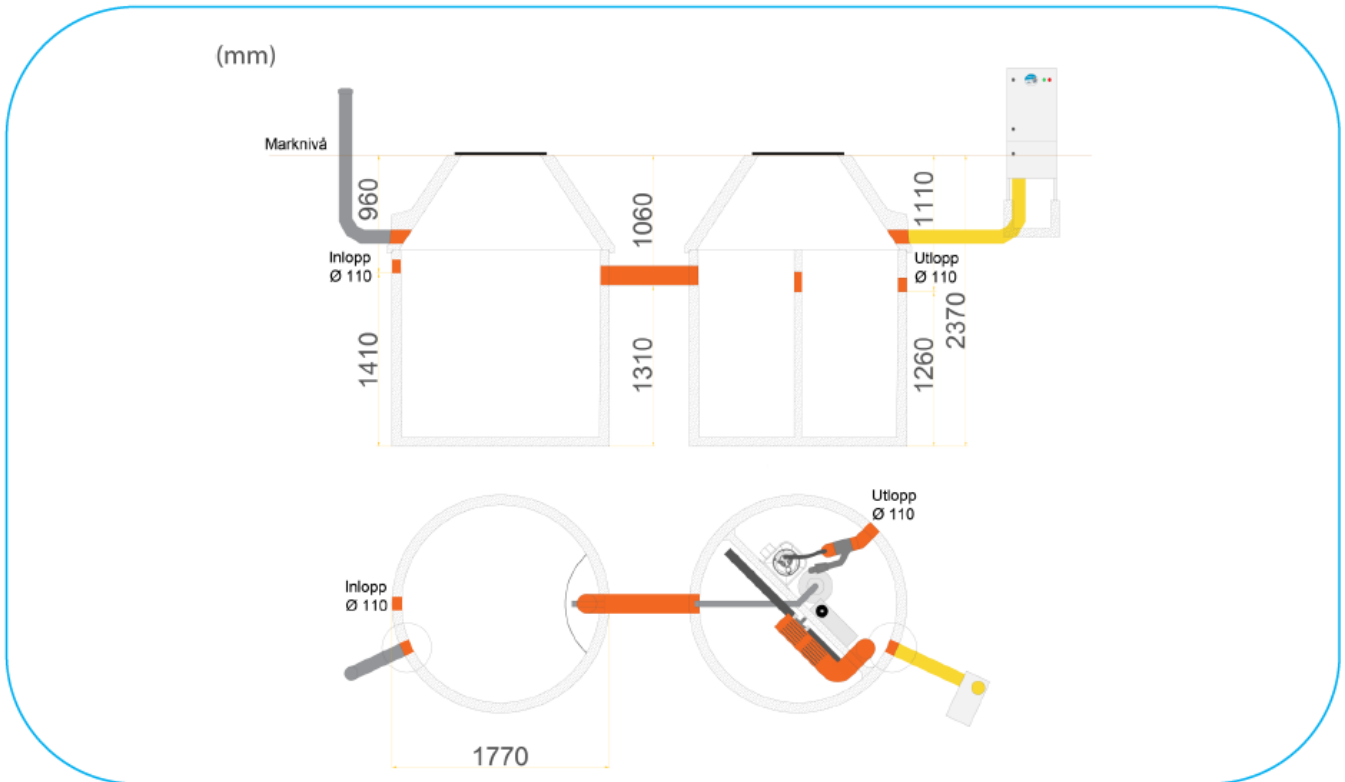 (mm)
Marknivå
960
1060
1110
Inlopp
Ø 110
Utlopp
Ø 110
2370
1410
1310
1260
Utlopp
Ø 110
Inlopp
Ø 110
1770